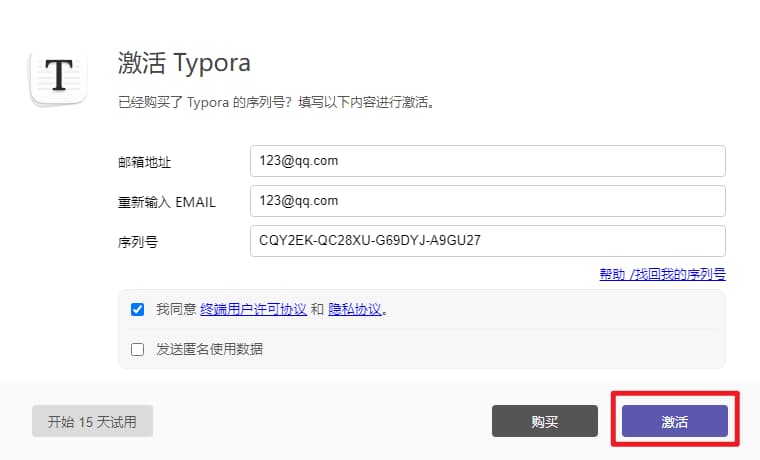 T
激活 Typora
已经购买了 Typora 的序列号？填写以下内容进行激活。
邮箱地址
123@qq.com
重新输入 EMAIL
123@qq.com
序列号
CQY2EK-QC28XU-G69DYJ-A9GU27
帮助 /找回我的序列号
我同意 终端用户许可协议 和 隐私协议。
发送匿名使用数据
开始 15 天试用
购买
激活